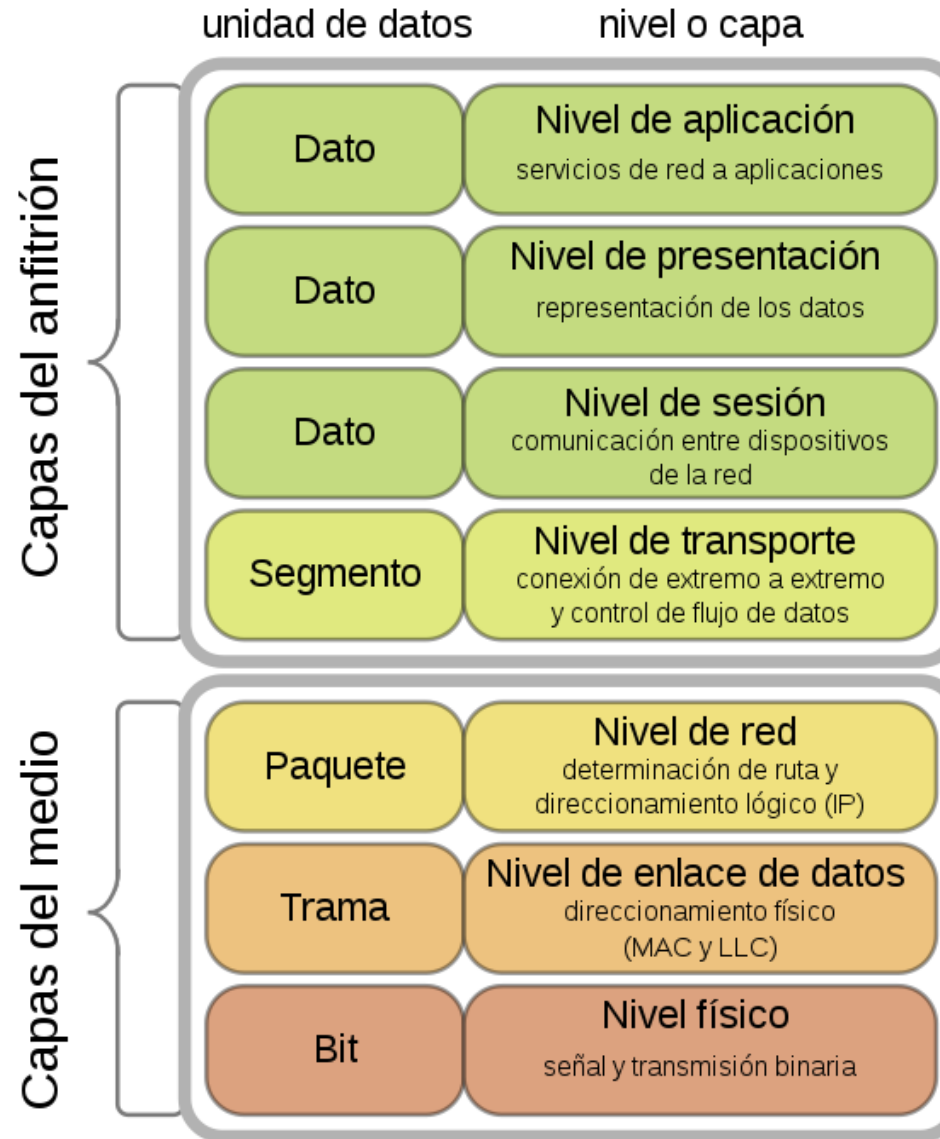 unidad de datos
nivel o capa
Capas del anfitrión
Dato
Nivel de aplicación
servicios de red a aplicaciones
Dato
Nivel de presentación
representación de los datos
Dato
Nivel de sesión
comunicación entre dispositivos
de la red
Segmento
Nivel de transporte
conexión de extremo a extremo
y control de flujo de datos
Capas del medio
Paquete
Nivel de red
determinación de ruta y
direccionamiento lógico (IP)
Trama
Nivel de enlace de datos
direccionamiento físico
(MAC y LLC)
Bit
Nivel físico
señal y transmisión binaria